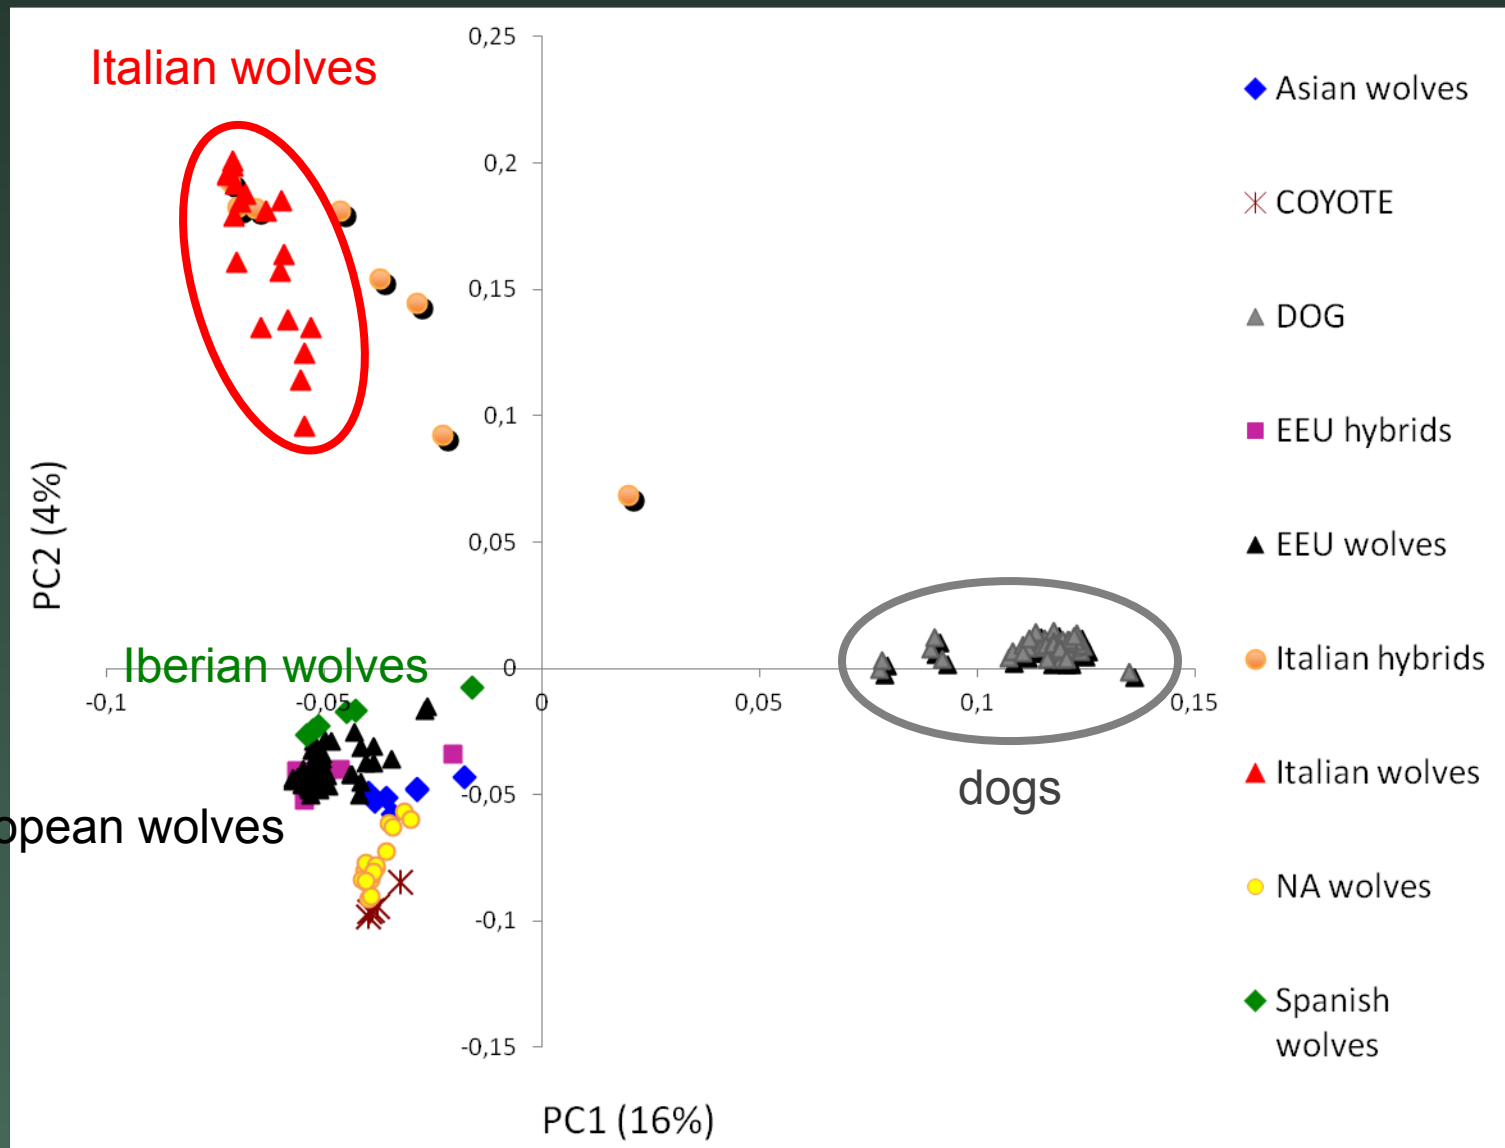 Italian wolves
0,25
0,2
0,15
0,1
0,05
0
-0,05
-0,1
-0,15
-0,1
-0,05
0
0,05
0,1
0,15
PC2 (4%)
PC1 (16%)
Iberian wolves
opean wolves
dogs
Asian wolves
COYOTE
DOG
EEU hybrids
EEU wolves
Italian hybrids
Italian wolves
NA wolves
Spanish
wolves